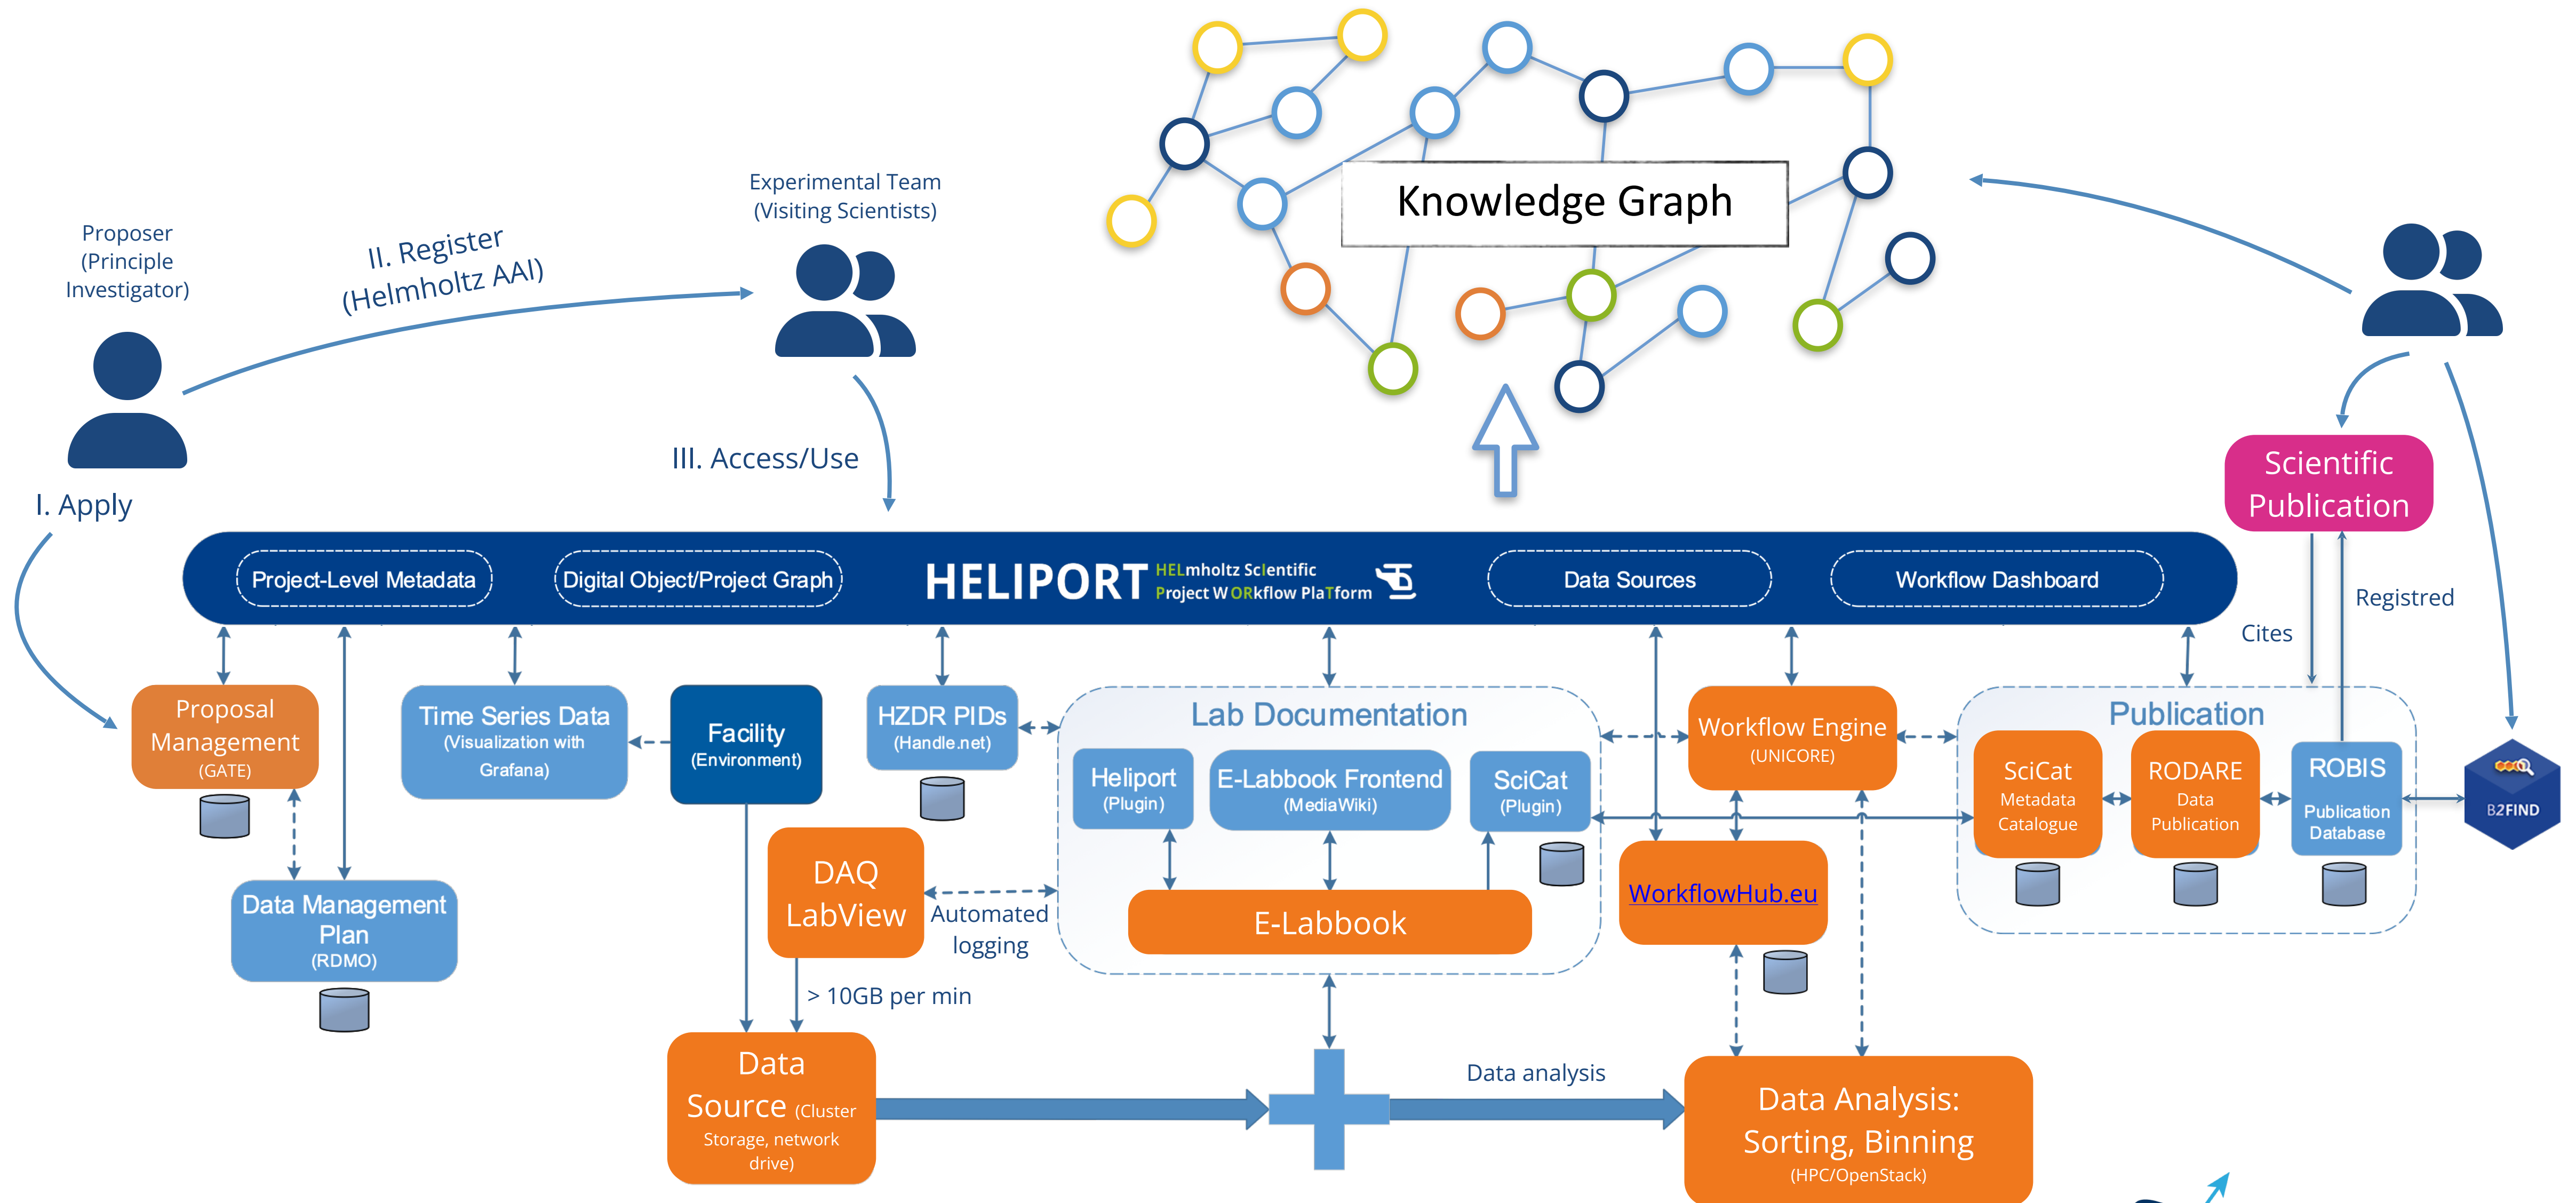 Knowledge Graph
Experimental Team
(Visiting Scientists)
Proposer
(Principle
Investigator)
II. Register
(Helmholtz AAI)
III. Access/Use
I. Apply
Scientific
Publication
Project-Level Metadata
Digital Object/Project Graph
HELIPORT
HELmholtz ScIentific
Project WORkflow PlaTform
Data Sources
Workflow Dashboard
Registred
Cites
Proposal
Management
(GATE)
Time Series Data
(Visualization with
Grafana)
Facility
(Environment)
HZDR PIDs
(Handle.net)
Lab Documentation
Heliport
(Plugin)
E-Labbook Frontend
(MediaWiki)
SciCat
(Plugin)
E-Labbook
Workflow Engine
(UNICORE)
Publication
SciCat
Metadata
Catalogue
RODARE
Data
Publication
ROBIS
Publication
Database
B2FIND
DAQ
LabView
Automated
logging
WorkflowHub.eu
Data Management
Plan
(RDMO)
> 10GB per min
Data
Source (Cluster
Storage, network
drive)
Data analysis
Data Analysis:
Sorting, Binning
(HPC/OpenStack)